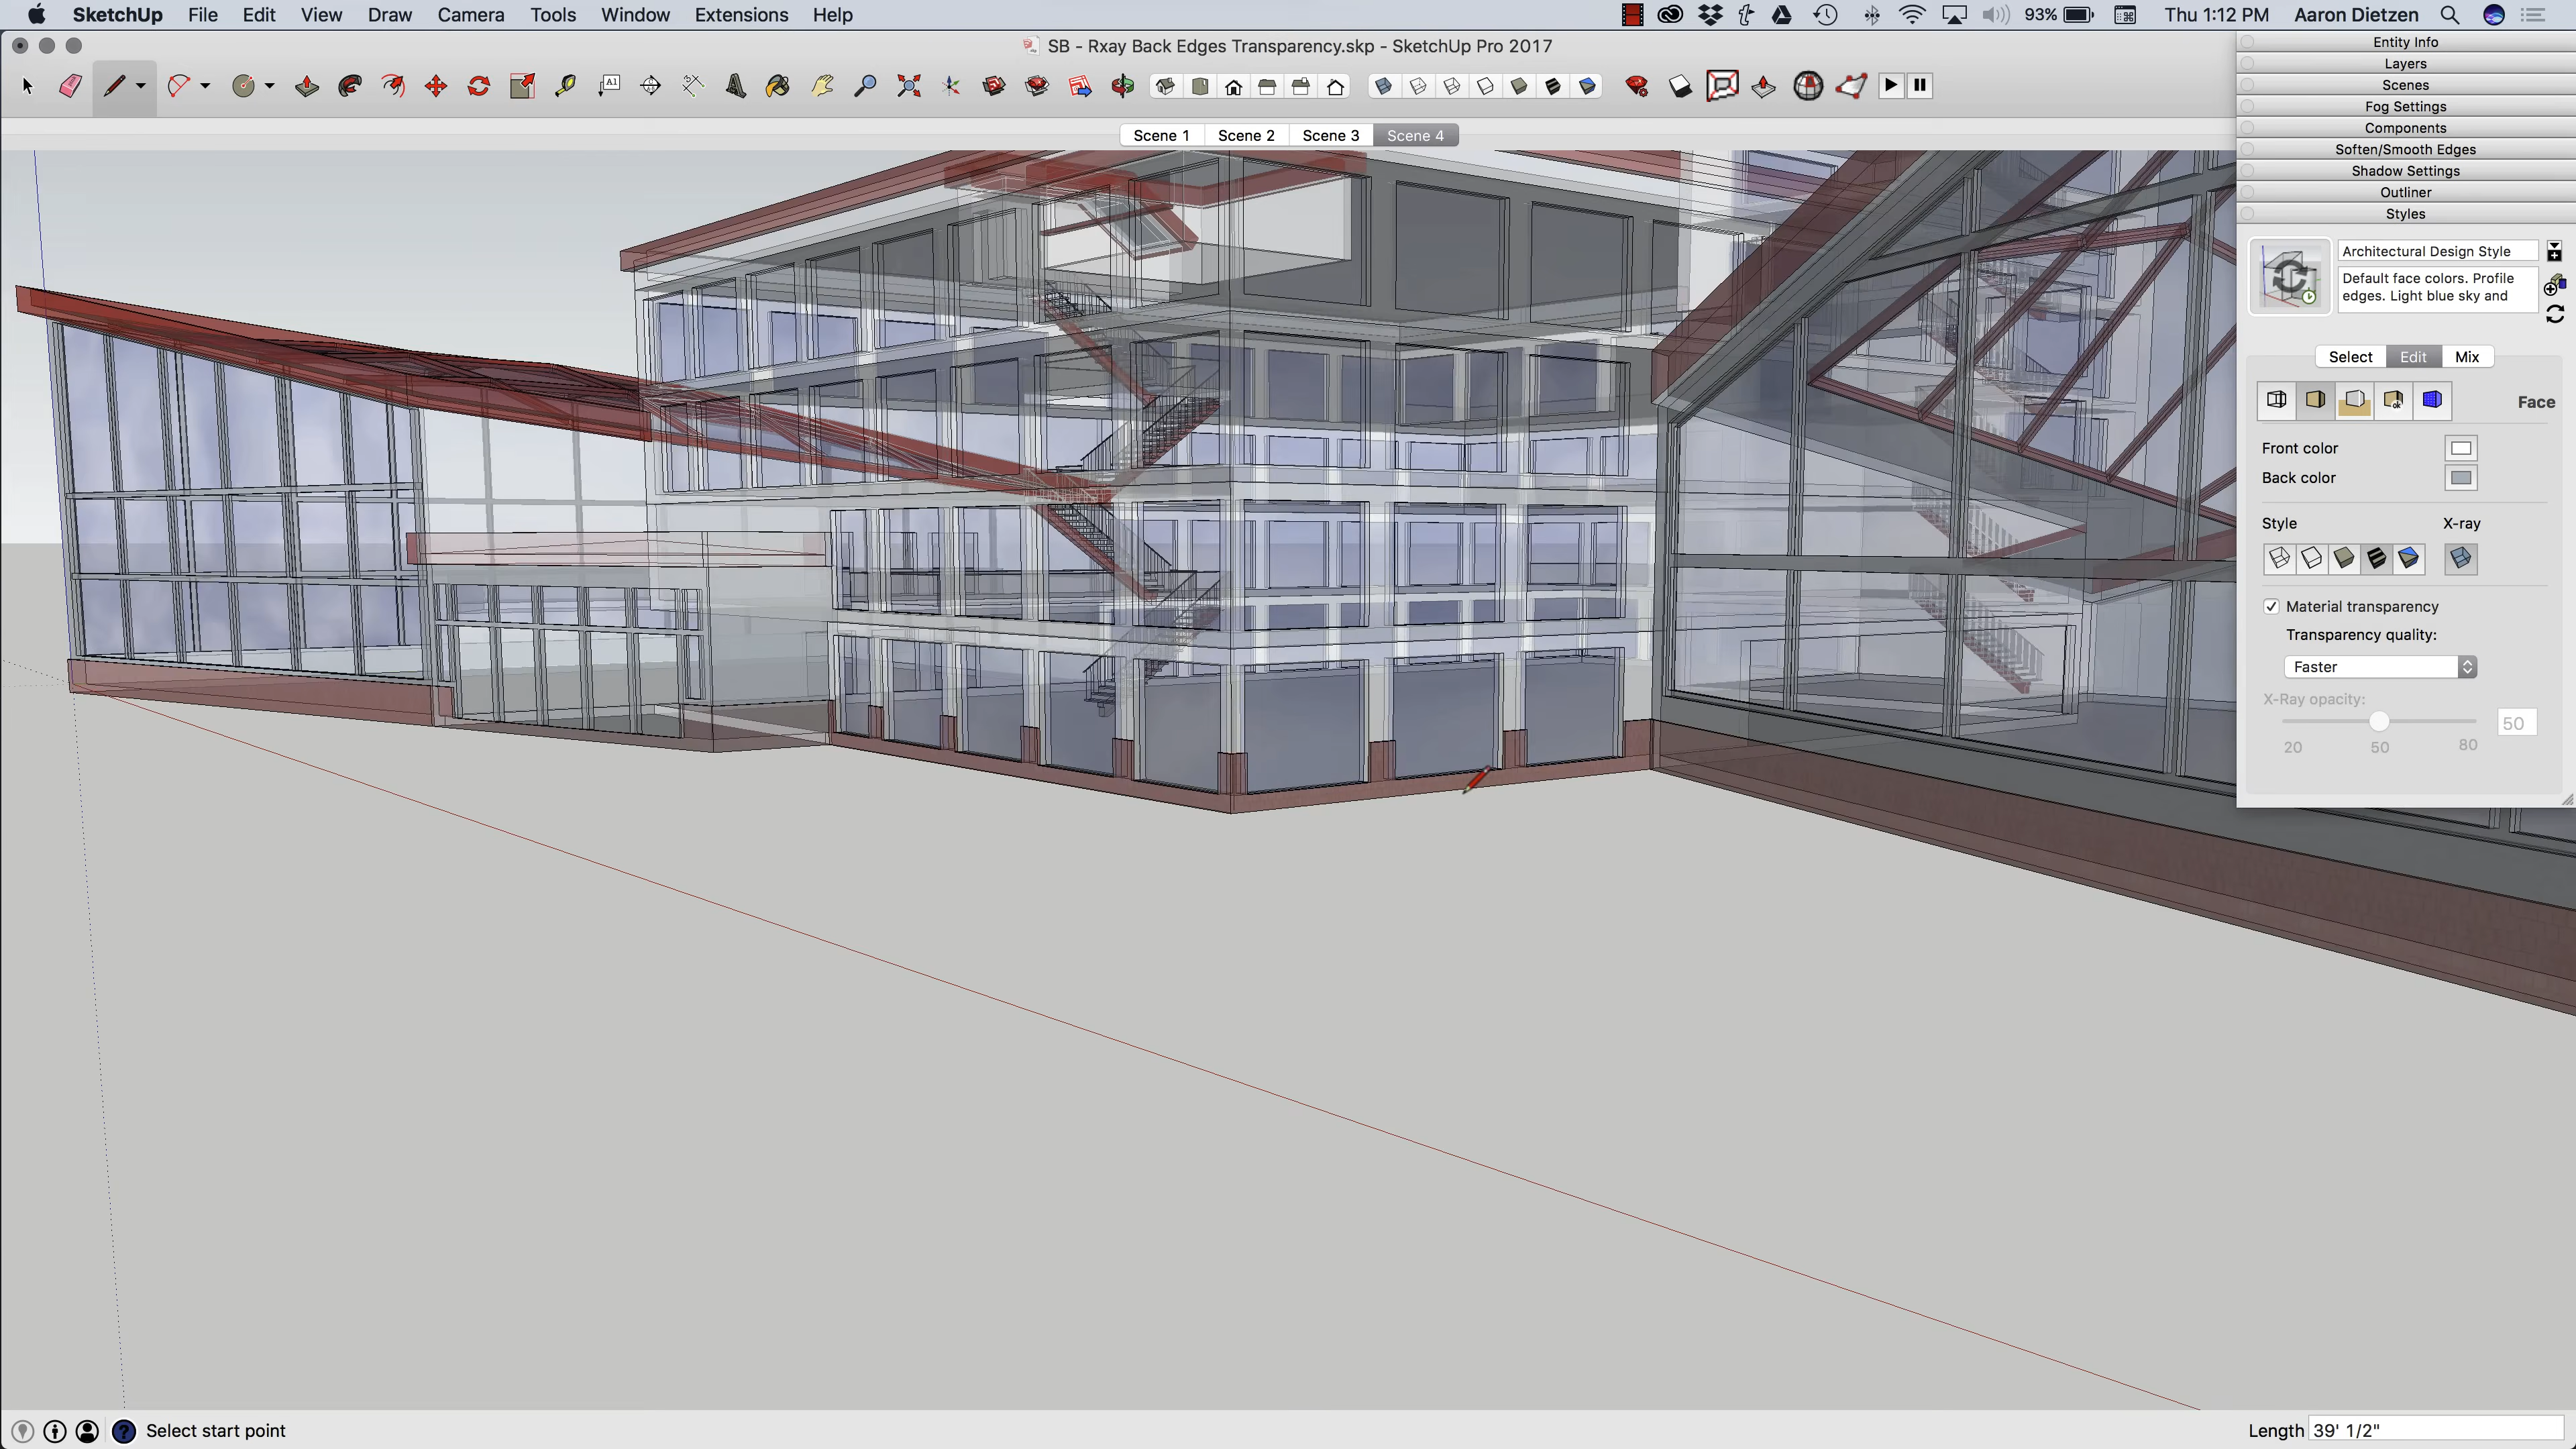 SketchUp File Edit View Draw Camera Tools Window Extensions Help 93% Thu 1:12 PM Aaron Dietzen
SB - Rxay Back Edges Transparency.skp - SketchUp Pro 2017
A1
Scene 1 Scene 2 Scene 3 Scene 4
Entity Info
Layers
Scenes
Fog Settings
Components
Soften/Smooth Edges
Shadow Settings
Outliner
Styles
Architectural Design Style
Default face colors. Profile
edges. Light blue sky and
Select Edit Mix
Face
Front color
Back color
Style X-ray
Material transparency
Transparency quality:
Faster
X-Ray opacity:
50
20 50 80
Select start point
Length 39' 1/2"